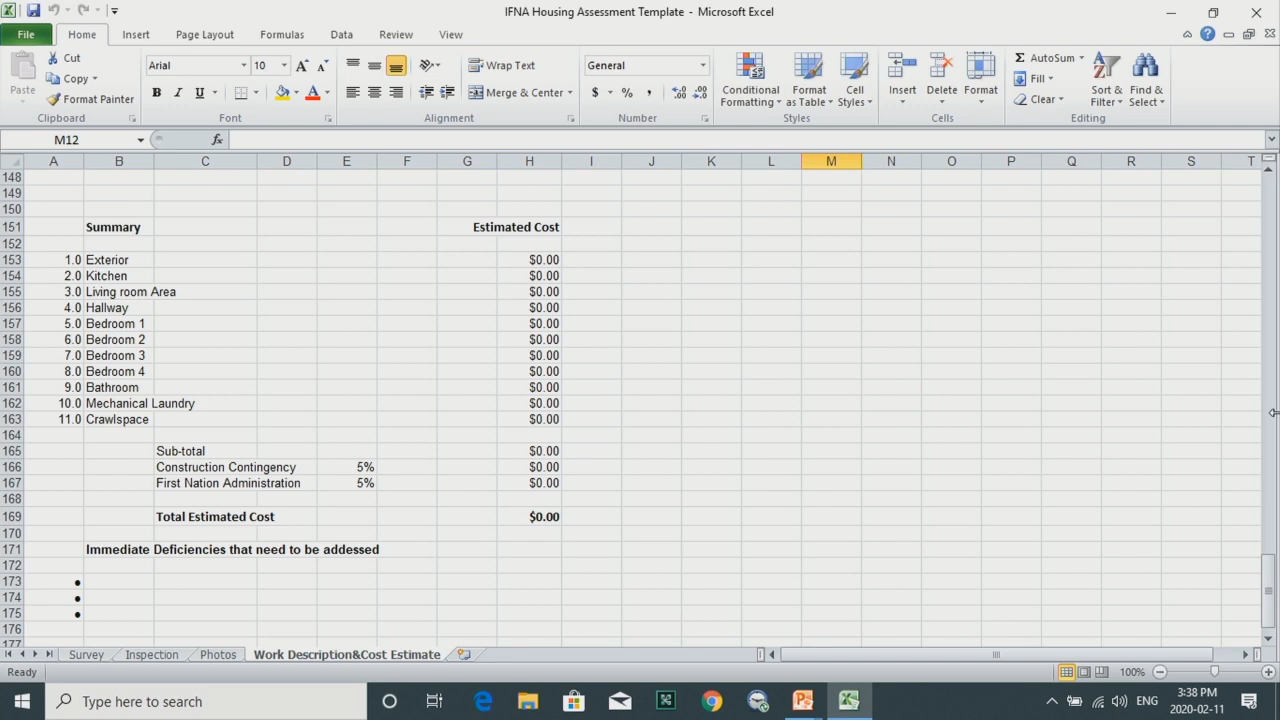 IFNA Housing Assessment Template - Microsoft Excel
File Home Insert Page Layout Formulas Data Review View
Paste Cut Copy Format Painter Clipboard
Arial 10 A A B I U A Font
Wrap Text Merge & Center Alignment
General $ % , .00 .0 Number
Conditional Formatting Format as Table Cell Styles Styles
Insert Delete Format Cells
Σ AutoSum Fill Clear Sort & Filter Find & Select Editing
M12 fx
A B C D E F G H I J K L M N O P Q R S T
148
149
150
151 Summary Estimated Cost
152
153 1.0 Exterior $0.00
154 2.0 Kitchen $0.00
155 3.0 Living room Area $0.00
156 4.0 Hallway $0.00
157 5.0 Bedroom 1 $0.00
158 6.0 Bedroom 2 $0.00
159 7.0 Bedroom 3 $0.00
160 8.0 Bedroom 4 $0.00
161 9.0 Bathroom $0.00
162 10.0 Mechanical Laundry $0.00
163 11.0 Crawlspace $0.00
164
165 Sub-total $0.00
166 Construction Contingency 5% $0.00
167 First Nation Administration 5% $0.00
168
169 Total Estimated Cost $0.00
170
171 Immediate Deficiencies that need to be addessed
172
173 •
174 •
175 •
176
177
Survey Inspection Photos Work Description&Cost Estimate
Ready 100%
Type here to search ENG 3:38 PM
2020-02-11